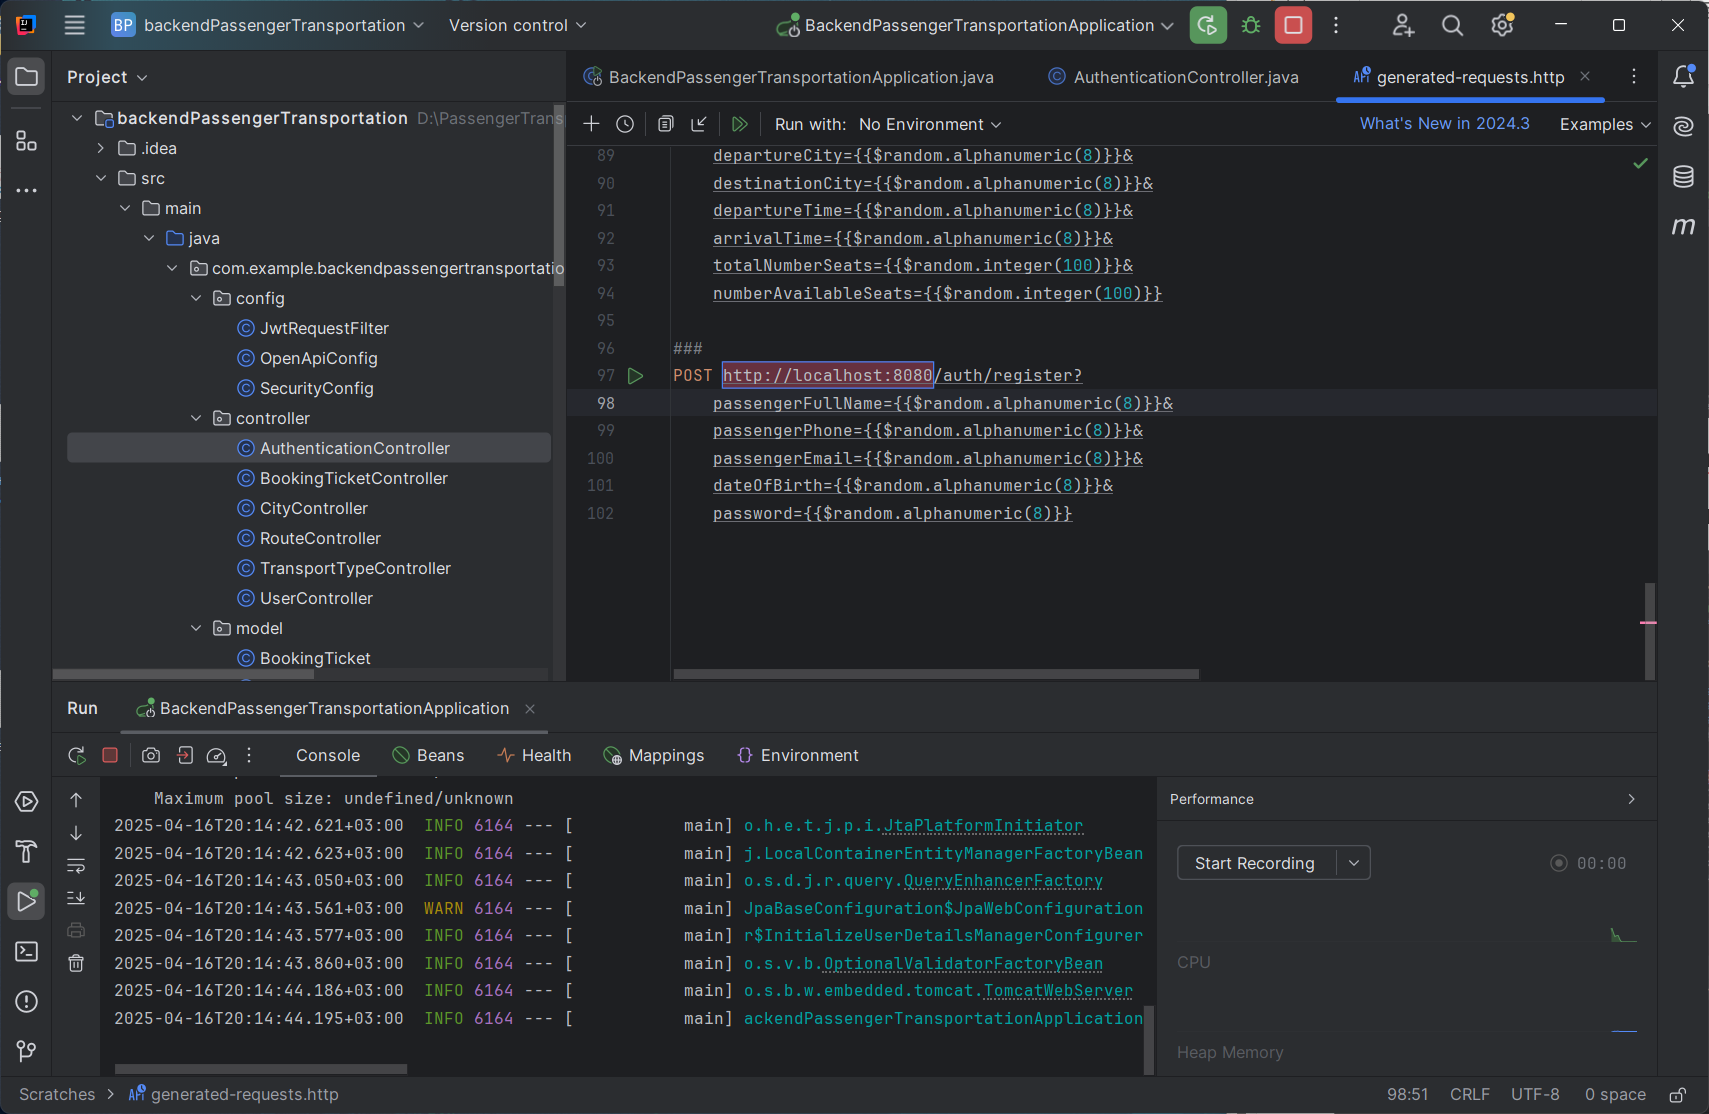 BP backendPassengerTransportation Version control BackendPassengerTransportationApplication
Project
BackendPassengerTransportationApplication.java AuthenticationController.java generated-requests.http
backendPassengerTransportation D:\PassengerTrans
.idea
src
main
java
com.example.backendpassengertransportatio
config
JwtRequestFilter
OpenApiConfig
SecurityConfig
controller
AuthenticationController
BookingTicketController
CityController
RouteController
TransportTypeController
UserController
model
BookingTicket
Run with: No Environment What's New in 2024.3 Examples
89 departureCity={{$random.alphanumeric(8)}}&
90 destinationCity={{$random.alphanumeric(8)}}&
91 departureTime={{$random.alphanumeric(8)}}&
92 arrivalTime={{$random.alphanumeric(8)}}&
93 totalNumberSeats={{$random.integer(100)}}&
94 numberAvailableSeats={{$random.integer(100)}}
95
96 ###
97 POST http://localhost:8080/auth/register?
98 passengerFullName={{$random.alphanumeric(8)}}&
99 passengerPhone={{$random.alphanumeric(8)}}&
100 passengerEmail={{$random.alphanumeric(8)}}&
101 dateOfBirth={{$random.alphanumeric(8)}}&
102 password={{$random.alphanumeric(8)}}
Run BackendPassengerTransportationApplication
Console Beans Health Mappings Environment
Maximum pool size: undefined/unknown
2025-04-16T20:14:42.621+03:00 INFO 6164 --- [ main] o.h.e.t.j.p.i.JtaPlatformInitiator
2025-04-16T20:14:42.623+03:00 INFO 6164 --- [ main] j.LocalContainerEntityManagerFactoryBean
2025-04-16T20:14:43.050+03:00 INFO 6164 --- [ main] o.s.d.j.r.query.QueryEnhancerFactory
2025-04-16T20:14:43.561+03:00 WARN 6164 --- [ main] JpaBaseConfiguration$JpaWebConfiguration
2025-04-16T20:14:43.577+03:00 INFO 6164 --- [ main] r$InitializeUserDetailsManagerConfigurer
2025-04-16T20:14:43.860+03:00 INFO 6164 --- [ main] o.s.v.b.OptionalValidatorFactoryBean
2025-04-16T20:14:44.186+03:00 INFO 6164 --- [ main] o.s.b.w.embedded.tomcat.TomcatWebServer
2025-04-16T20:14:44.195+03:00 INFO 6164 --- [ main] ackendPassengerTransportationApplication
Performance
Start Recording 00:00
CPU
Heap Memory
Scratches generated-requests.http 98:51 CRLF UTF-8 0 space